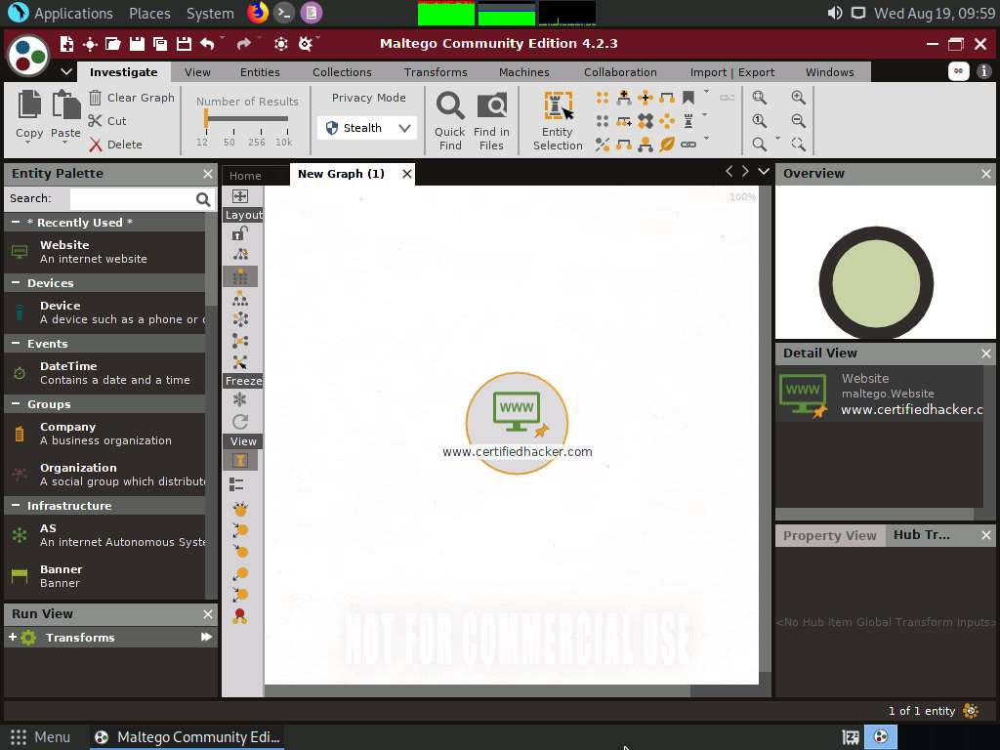 Applications Places System Wed Aug 19, 09:59
Maltego Community Edition 4.2.3
Investigate View Entities Collections Transforms Machines Collaboration Import | Export Windows
Copy
Paste
Clear Graph
Cut
Delete
Number of Results
12 50 256 10k
Privacy Mode
Stealth
Quick Find
Find in Files
Entity Selection
Entity Palette
Search:
* Recently Used *
Website
An internet website
Devices
Device
A device such as a phone or c
Events
DateTime
Contains a date and a time
Groups
Company
A business organization
Organization
A social group which distribut
Infrastructure
AS
An internet Autonomous Syste
Banner
Banner
Run View
Transforms
Home New Graph (1)
100%
Layout
Freeze
View
WWW
www.certifiedhacker.com
NOT FOR COMMERCIAL USE
Overview
Detail View
WWW
Website
maltego.Website
www.certifiedhacker.c
Property View Hub Tr...
<No Hub Item Global Transform Inputs>
1 of 1 entity
Menu Maltego Community Edi...